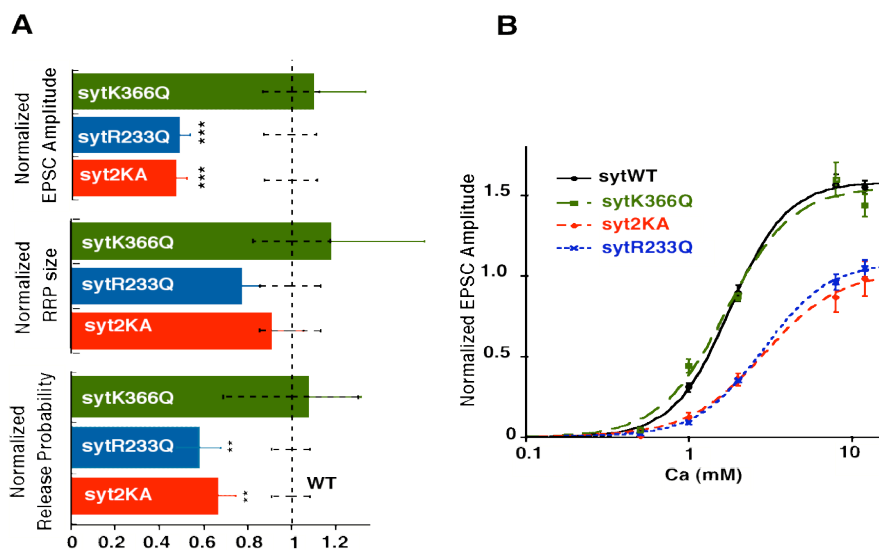 A
Normalized
EPSC Amplitude
sytK366Q
sytR233Q
***
syt2KA
***
Normalized
RRP size
sytK366Q
sytR233Q
syt2KA
Normalized
Release Probability
sytK366Q
sytR233Q
**
syt2KA
**
WT
0 0.2 0.4 0.6 0.8 1 1.2
B
Normalized EPSC Amplitude
1.5
1.0
0.5
0
sytWT
sytK366Q
syt2KA
sytR233Q
0.1 1 10
Ca (mM)